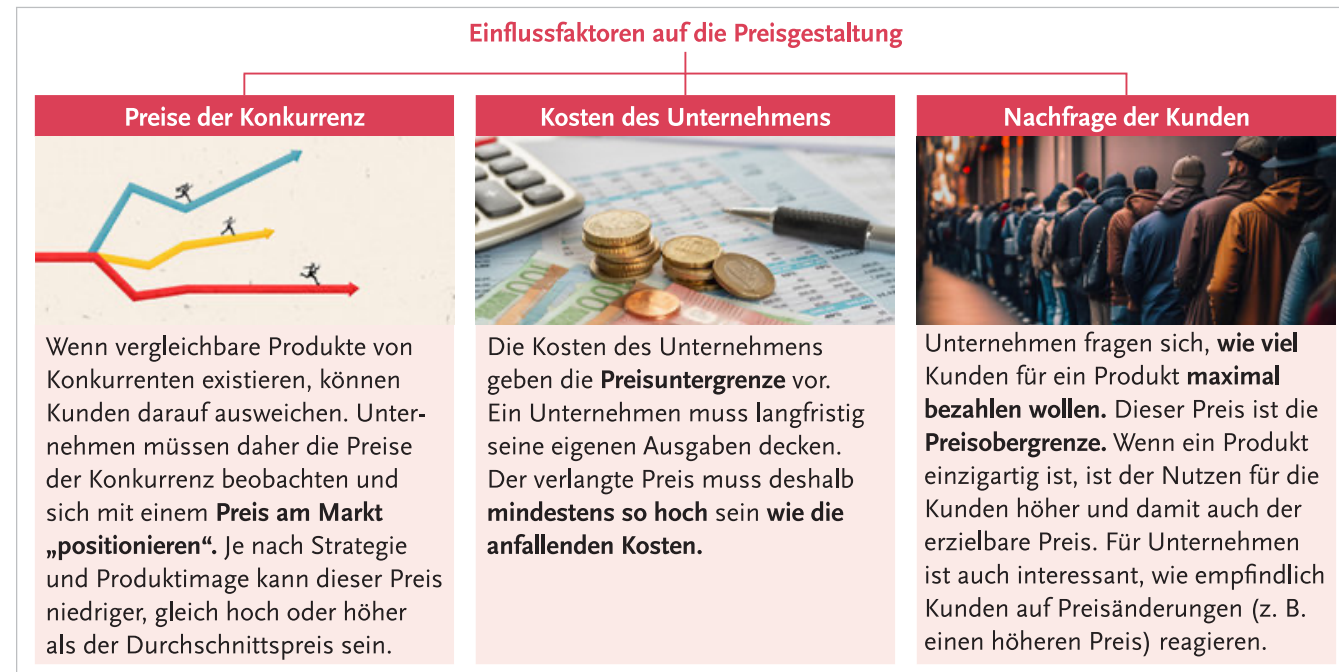 Einflussfaktoren auf die Preisgestaltung
Preise der Konkurrenz
Wenn vergleichbare Produkte von
Konkurrenten existieren, können
Kunden darauf ausweichen. Unter-
nehmen müssen daher die Preise
der Konkurrenz beobachten und
sich mit einem Preis am Markt
„positionieren“. Je nach Strategie
und Produktimage kann dieser Preis
niedriger, gleich hoch oder höher
als der Durchschnittspreis sein.
Kosten des Unternehmens
Die Kosten des Unternehmens
geben die Preisuntergrenze vor.
Ein Unternehmen muss langfristig
seine eigenen Ausgaben decken.
Der verlangte Preis muss deshalb
mindestens so hoch sein wie die
anfallenden Kosten.
Nachfrage der Kunden
Unternehmen fragen sich, wie viel
Kunden für ein Produkt maximal
bezahlen wollen. Dieser Preis ist die
Preisobergrenze. Wenn ein Produkt
einzigartig ist, ist der Nutzen für die
Kunden höher und damit auch der
erzielbare Preis. Für Unternehmen
ist auch interessant, wie empfindlich
Kunden auf Preisänderungen (z. B.
einen höheren Preis) reagieren.